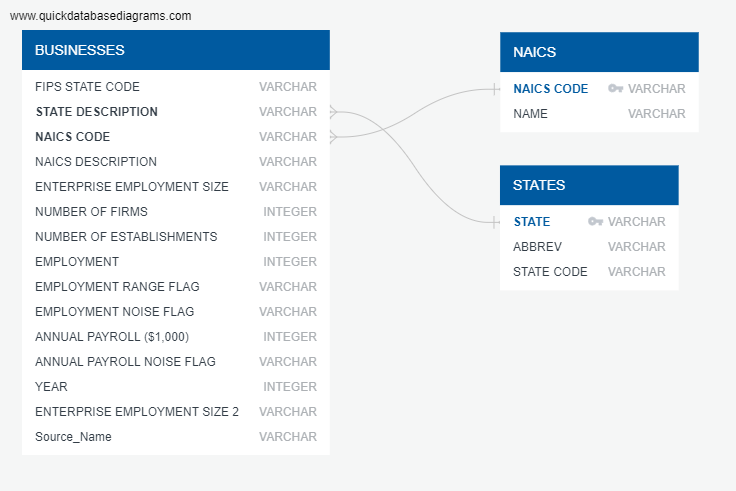 www.quickdatabasediagrams.com
BUSINESSES
FIPS STATE CODE VARCHAR
STATE DESCRIPTION VARCHAR
NAICS CODE VARCHAR
NAICS DESCRIPTION VARCHAR
ENTERPRISE EMPLOYMENT SIZE VARCHAR
NUMBER OF FIRMS INTEGER
NUMBER OF ESTABLISHMENTS INTEGER
EMPLOYMENT INTEGER
EMPLOYMENT RANGE FLAG VARCHAR
EMPLOYMENT NOISE FLAG VARCHAR
ANNUAL PAYROLL ($1,000) INTEGER
ANNUAL PAYROLL NOISE FLAG VARCHAR
YEAR INTEGER
ENTERPRISE EMPLOYMENT SIZE 2 VARCHAR
Source_Name VARCHAR
NAICS
NAICS CODE VARCHAR
NAME VARCHAR
STATES
STATE VARCHAR
ABBREV VARCHAR
STATE CODE VARCHAR